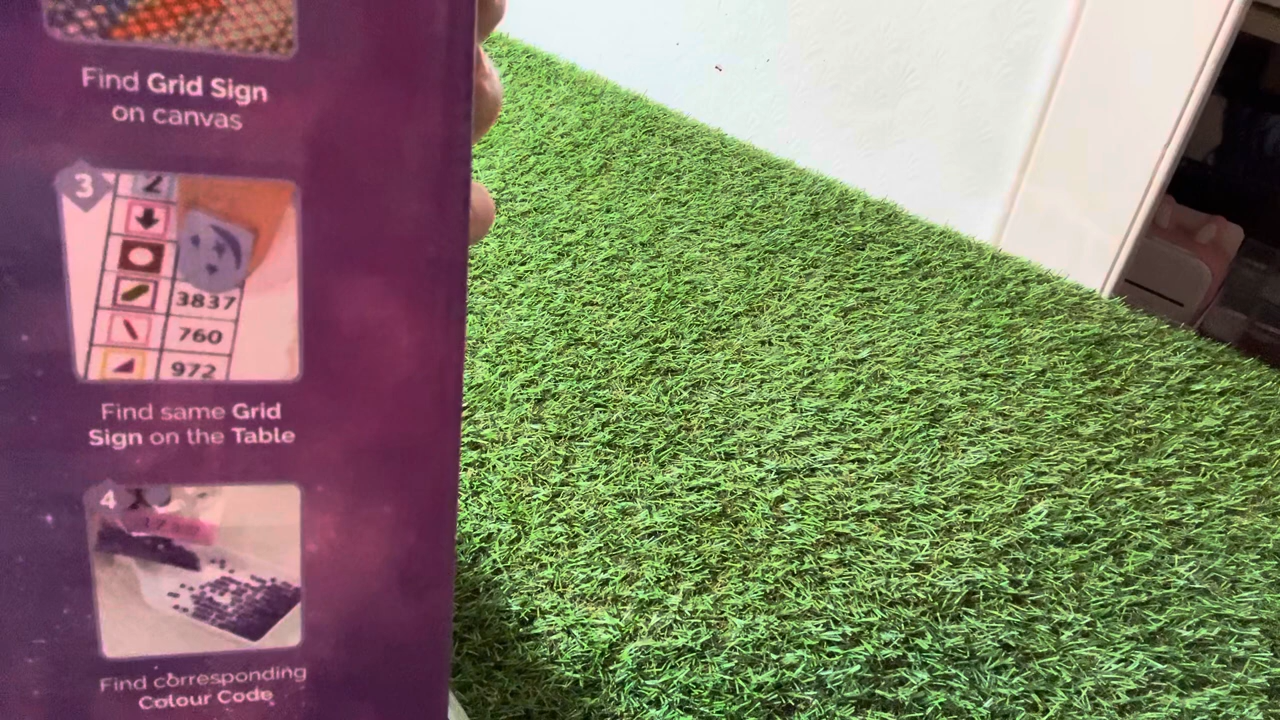 Find Grid Sign
on canvas
3
3837
760
972
Find same Grid
Sign on the Table
4
Find corresponding
Colour Code